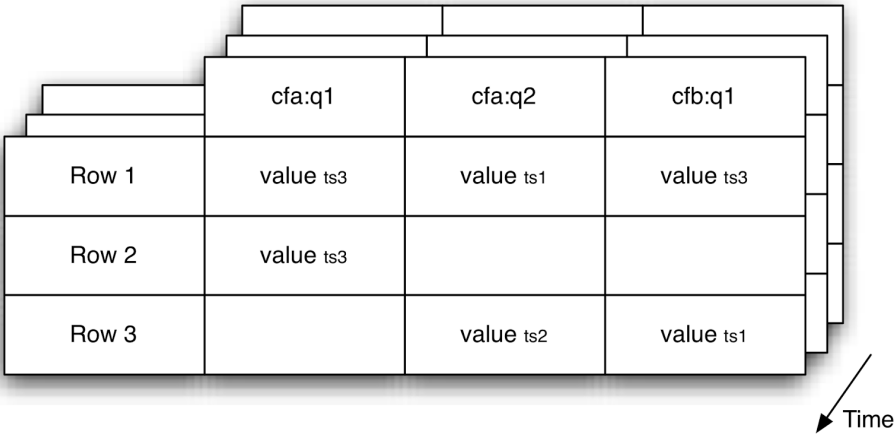 cfa:q1 cfa:q2 cfb:q1
Row 1 value ts3 value ts1 value ts3
Row 2 value ts3
Row 3 value ts2 value ts1
Time